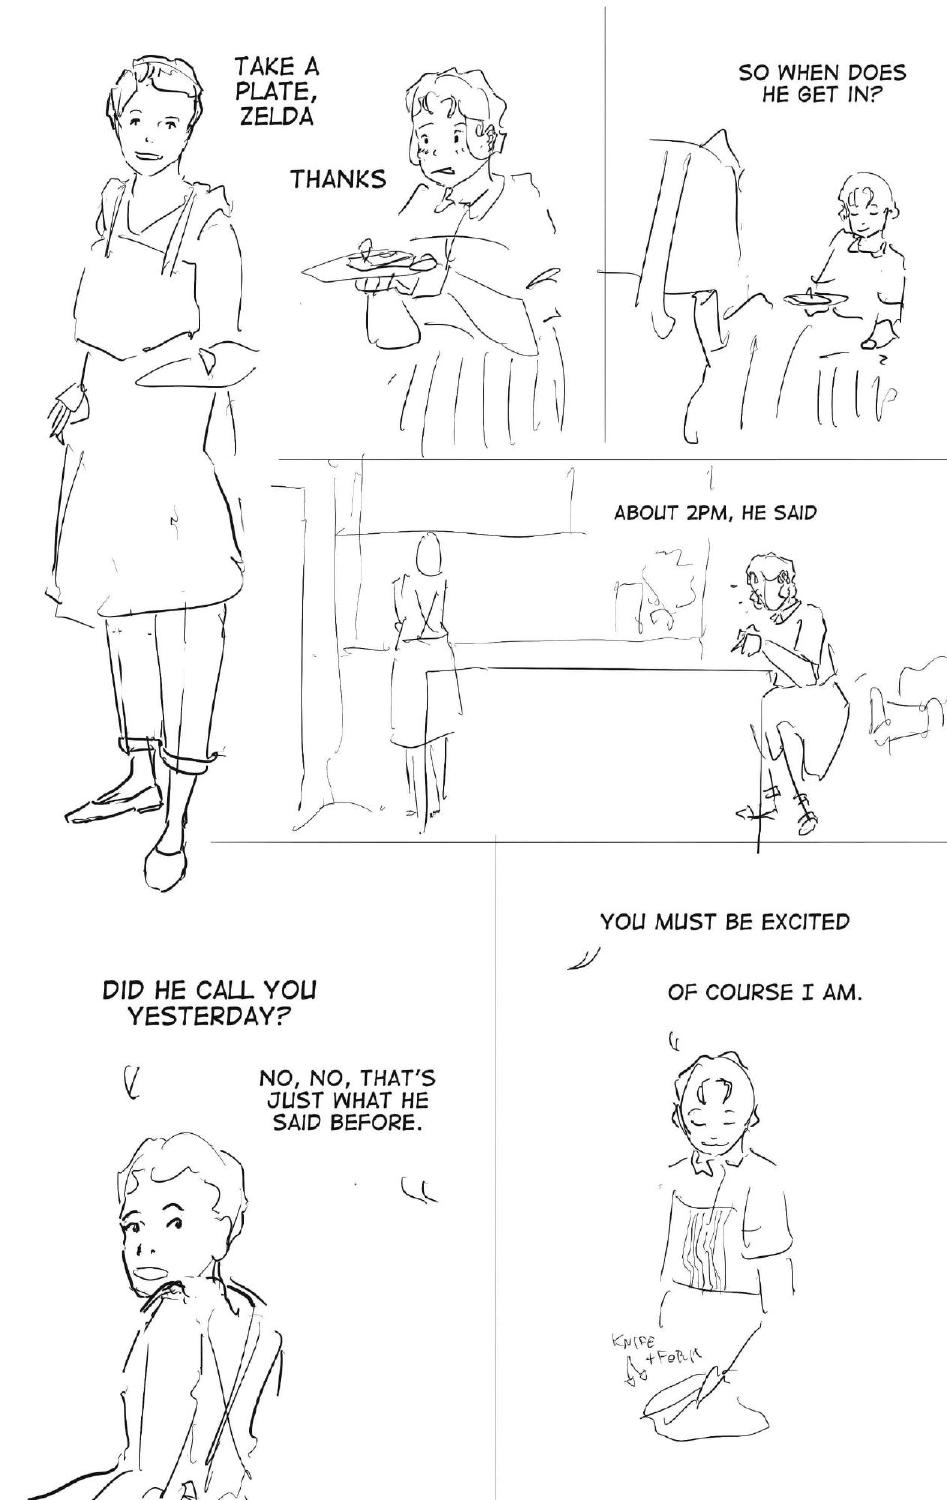 TAKE A
PLATE,
ZELDA
THANKS
SO WHEN DOES
HE GET IN?
ABOUT 2PM, HE SAID
DID HE CALL YOU
YESTERDAY?
NO, NO, THAT'S
JUST WHAT HE
SAID BEFORE.
YOU MUST BE EXCITED
OF COURSE I AM.
KNIFE
+ FORK